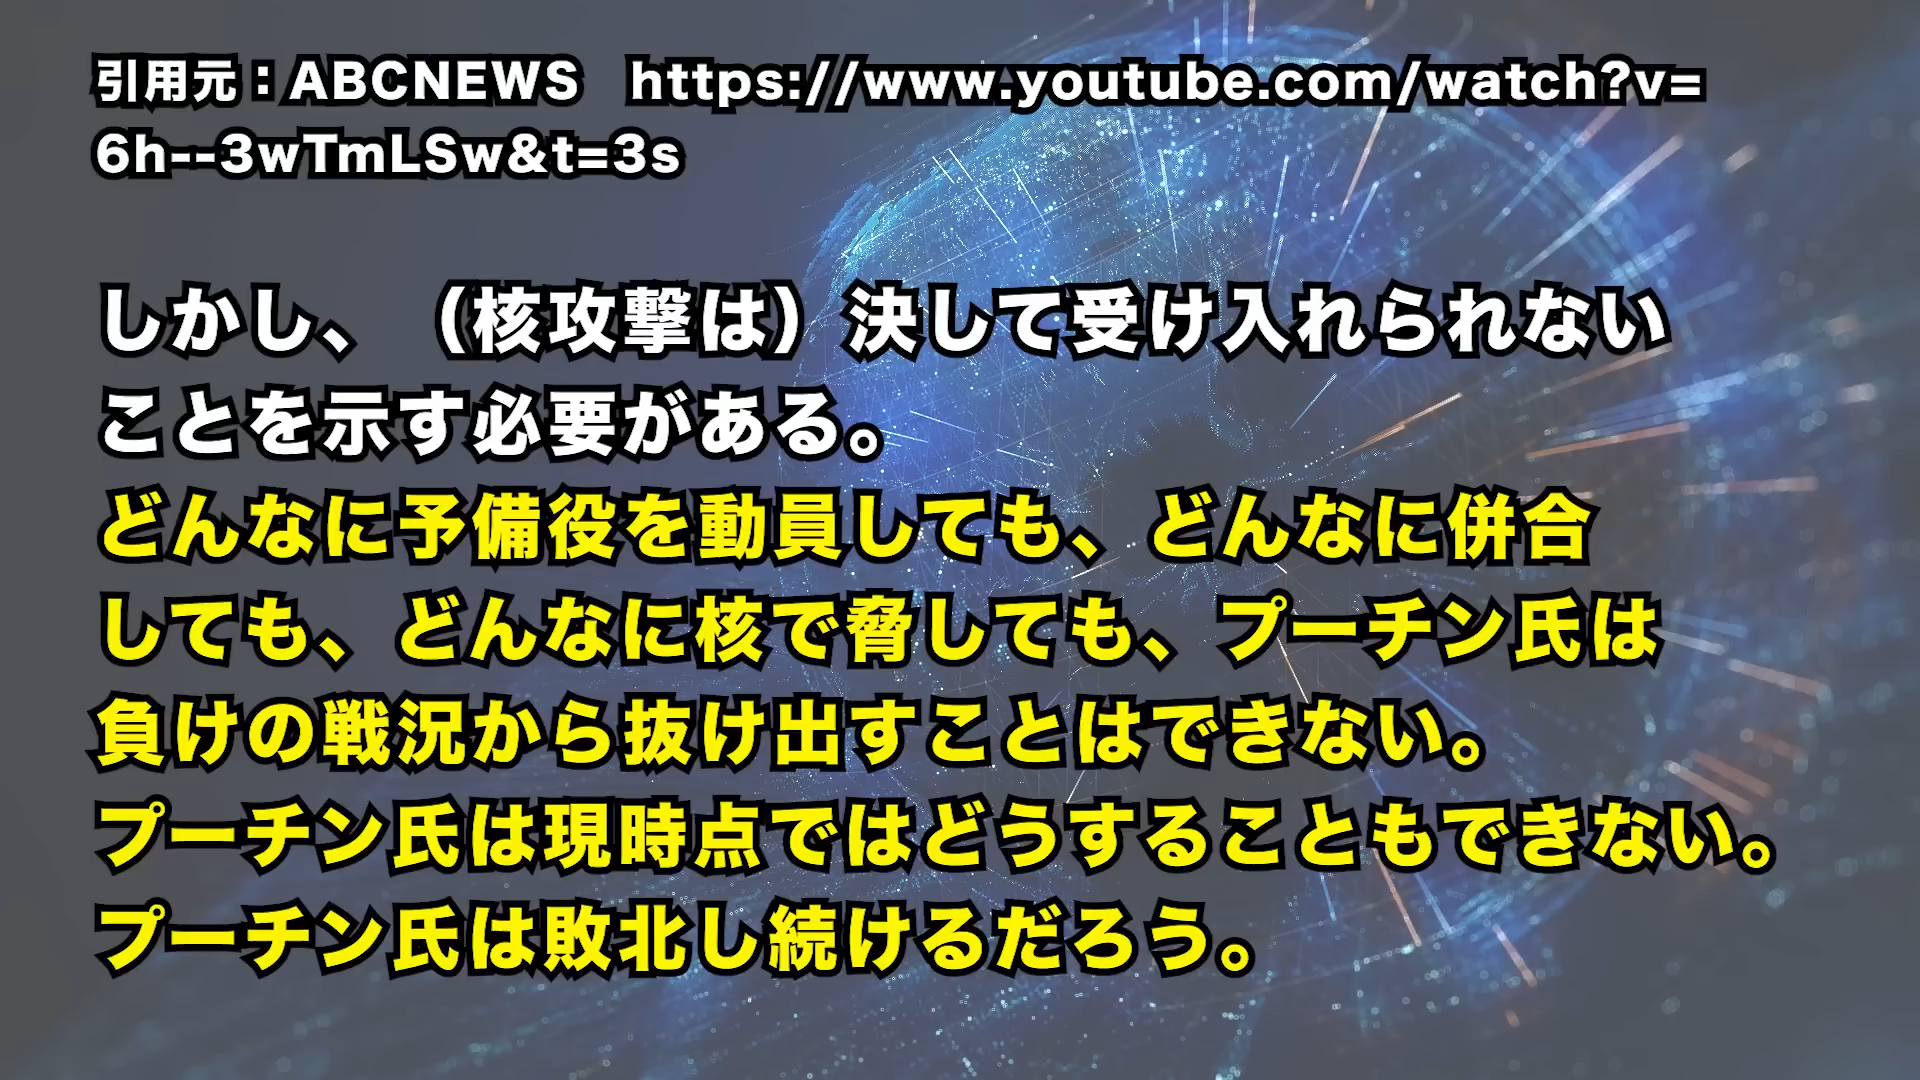 引用元：ABCNEWS　https://www.youtube.com/watch?v=
6h--3wTmLSw&t=3s
しかし、（核攻撃は）決して受け入れられない
ことを示す必要がある。
どんなに予備役を動員しても、どんなに併合
しても、どんなに核で脅しても、プーチン氏は
負けの戦況から抜け出すことはできない。
プーチン氏は現時点ではどうすることもできない。
プーチン氏は敗北し続けるだろう。